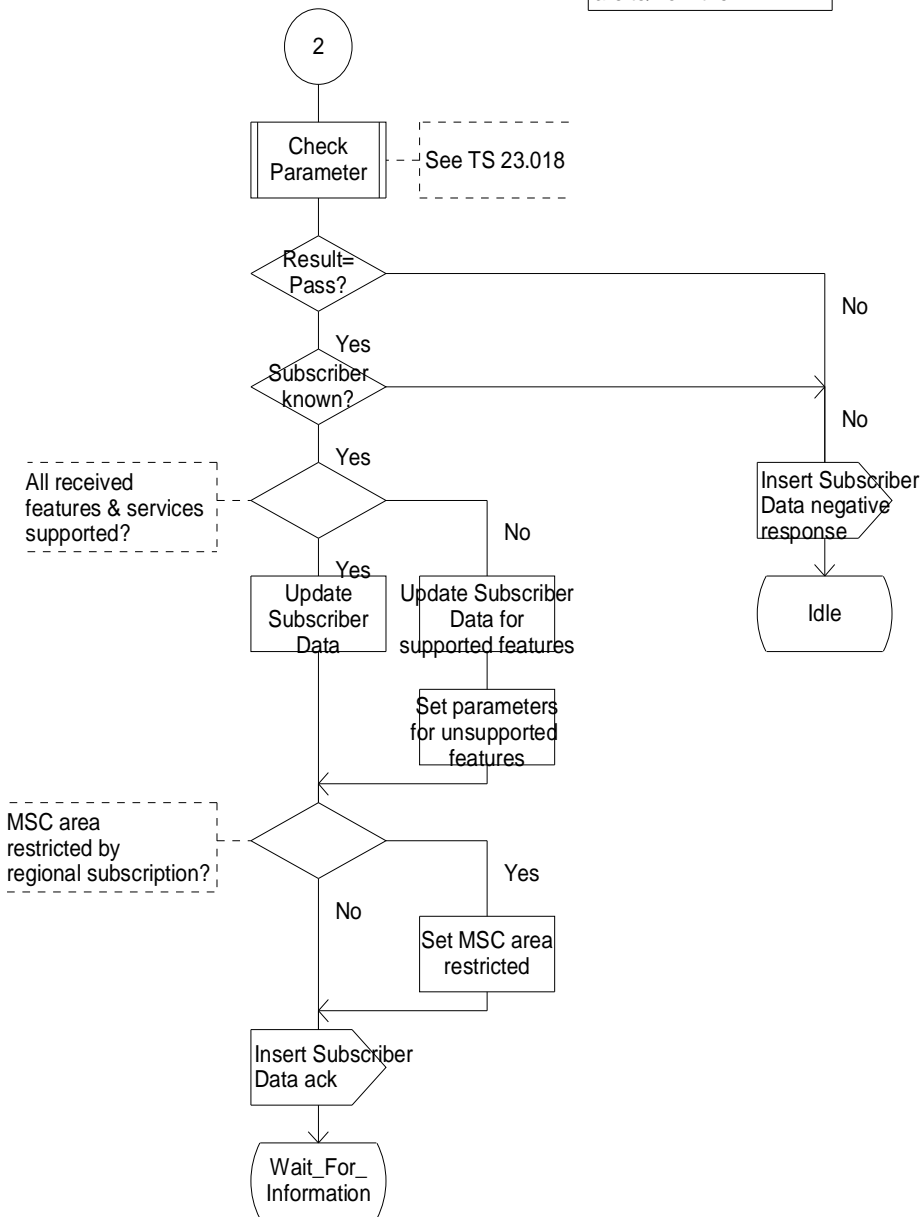 2
Check
Parameter
See TS 23.018
Result=
Pass?
No
Yes
Subscriber
known?
No
Yes
All received
features & services
supported?
Insert Subscriber
Data negative
response
No
Yes
Update
Subscriber
Data
Update Subscriber
Data for
supported features
Idle
Set parameters
for unsupported
features
MSC area
restricted by
regional subscription?
Yes
No
Set MSC area
restricted
Insert Subscriber
Data ack
Wait_For_
Information